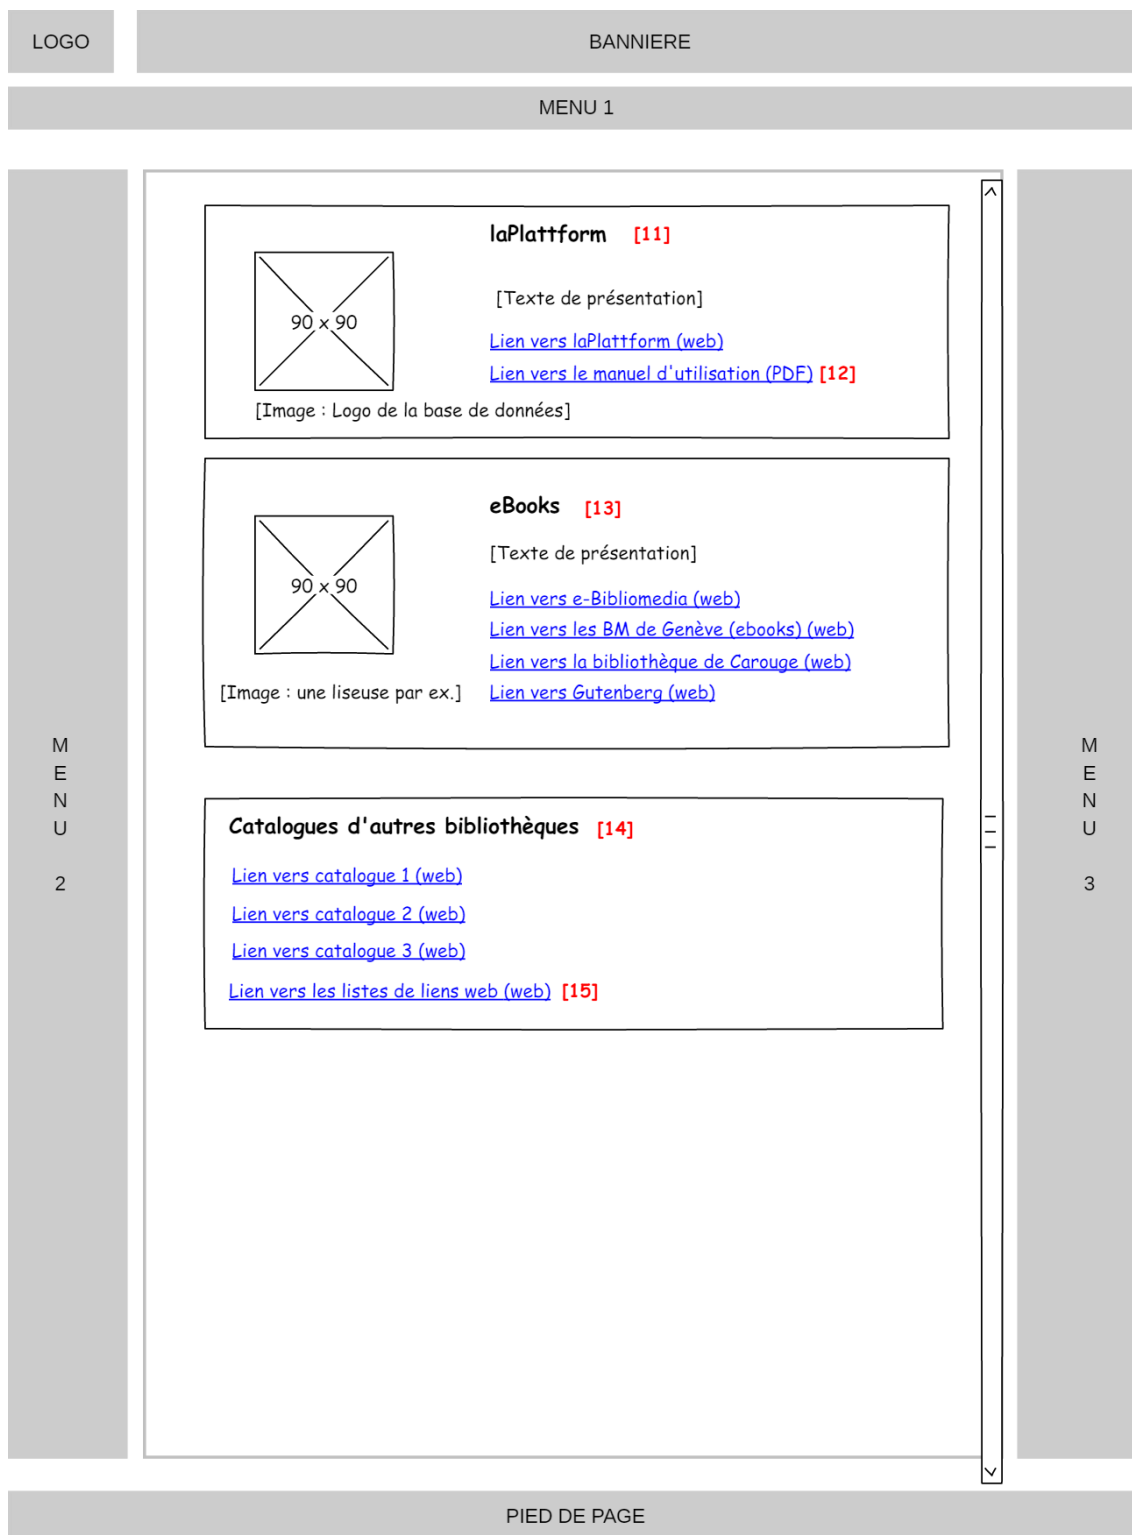 LOGO
BANNIERE
MENU 1
laPlattform [11]
90 x 90
[Texte de présentation]
Lien vers laPlattform (web)
Lien vers le manuel d'utilisation (PDF) [12]
[Image : Logo de la base de données]
eBooks [13]
90 x 90
[Texte de présentation]
Lien vers e-Bibliomedia (web)
Lien vers les BM de Genève (ebooks) (web)
Lien vers la bibliothèque de Carouge (web)
[Image : une liseuse par ex.]
Lien vers Gutenberg (web)
MENU 2
MENU 3
Catalogues d'autres bibliothèques [14]
Lien vers catalogue 1 (web)
Lien vers catalogue 2 (web)
Lien vers catalogue 3 (web)
Lien vers les listes de liens web (web) [15]
PIED DE PAGE